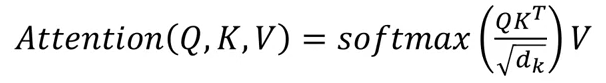 Attention(Q, K, V) = softmax(QK^T / √d_k)V